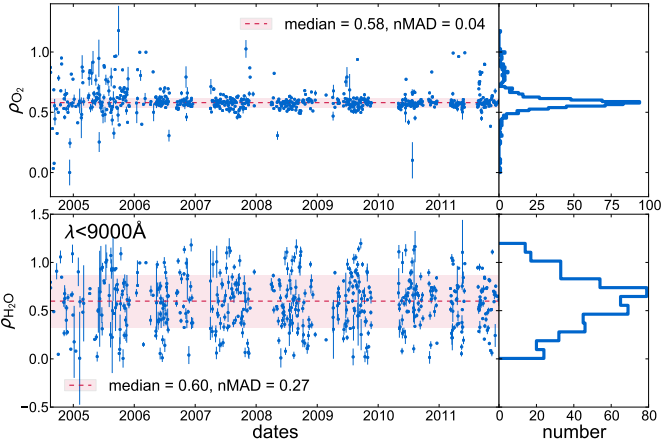 median = 0.58, nMAD = 0.04
1.0
0.5
0.0
ρO₂
2005 2006 2007 2008 2009 2010 2011 0 25 50 75 100
1.5
λ<9000Å
1.0
0.5
0.0
−0.5
ρH₂O
median = 0.60, nMAD = 0.27
2005 2006 2007 2008 2009 2010 2011 0 20 40 60 80
dates number